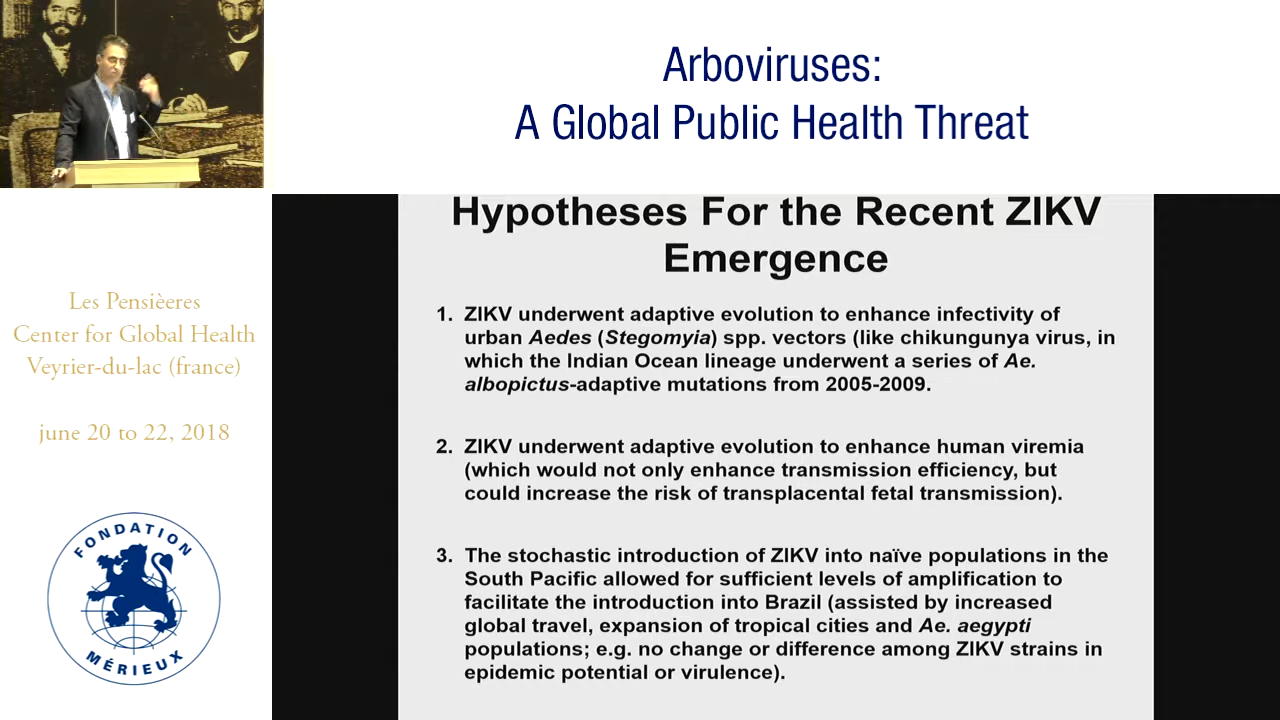 Arboviruses:
A Global Public Health Threat
Hypotheses For the Recent ZIKV
Emergence
1. ZIKV underwent adaptive evolution to enhance infectivity of
urban Aedes (Stegomyia) spp. vectors (like chikungunya virus, in
which the Indian Ocean lineage underwent a series of Ae.
albopictus-adaptive mutations from 2005-2009.
2. ZIKV underwent adaptive evolution to enhance human viremia
(which would not only enhance transmission efficiency, but
could increase the risk of transplacental fetal transmission).
3. The stochastic introduction of ZIKV into naïve populations in the
South Pacific allowed for sufficient levels of amplification to
facilitate the introduction into Brazil (assisted by increased
global travel, expansion of tropical cities and Ae. aegypti
populations; e.g. no change or difference among ZIKV strains in
epidemic potential or virulence).
Les Pensièeres
Center for Global Health
Veyrier-du-lac (france)
june 20 to 22, 2018
FONDATION
MÉRIEUX